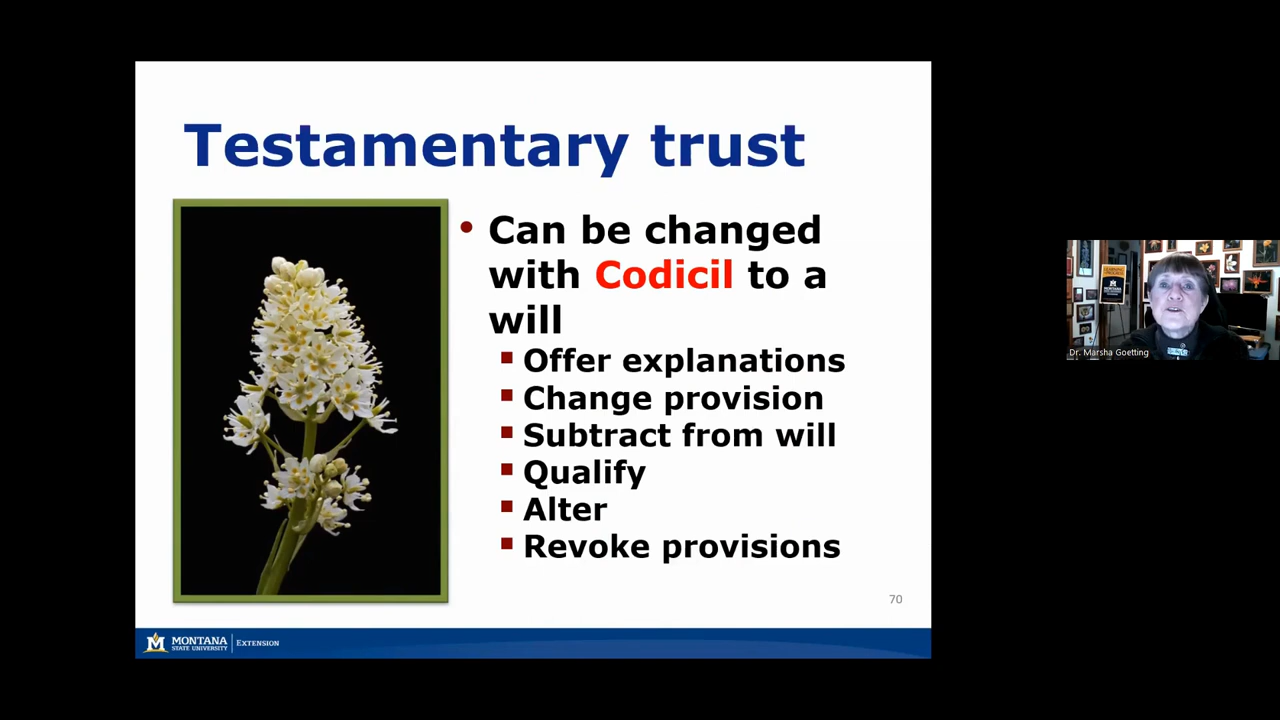 Testamentary trust
• Can be changed
with Codicil to a
will
▪ Offer explanations
▪ Change provision
▪ Subtract from will
▪ Qualify
▪ Alter
▪ Revoke provisions
70
M MONTANA
STATE UNIVERSITY
EXTENSION
Dr. Marsha Goetting